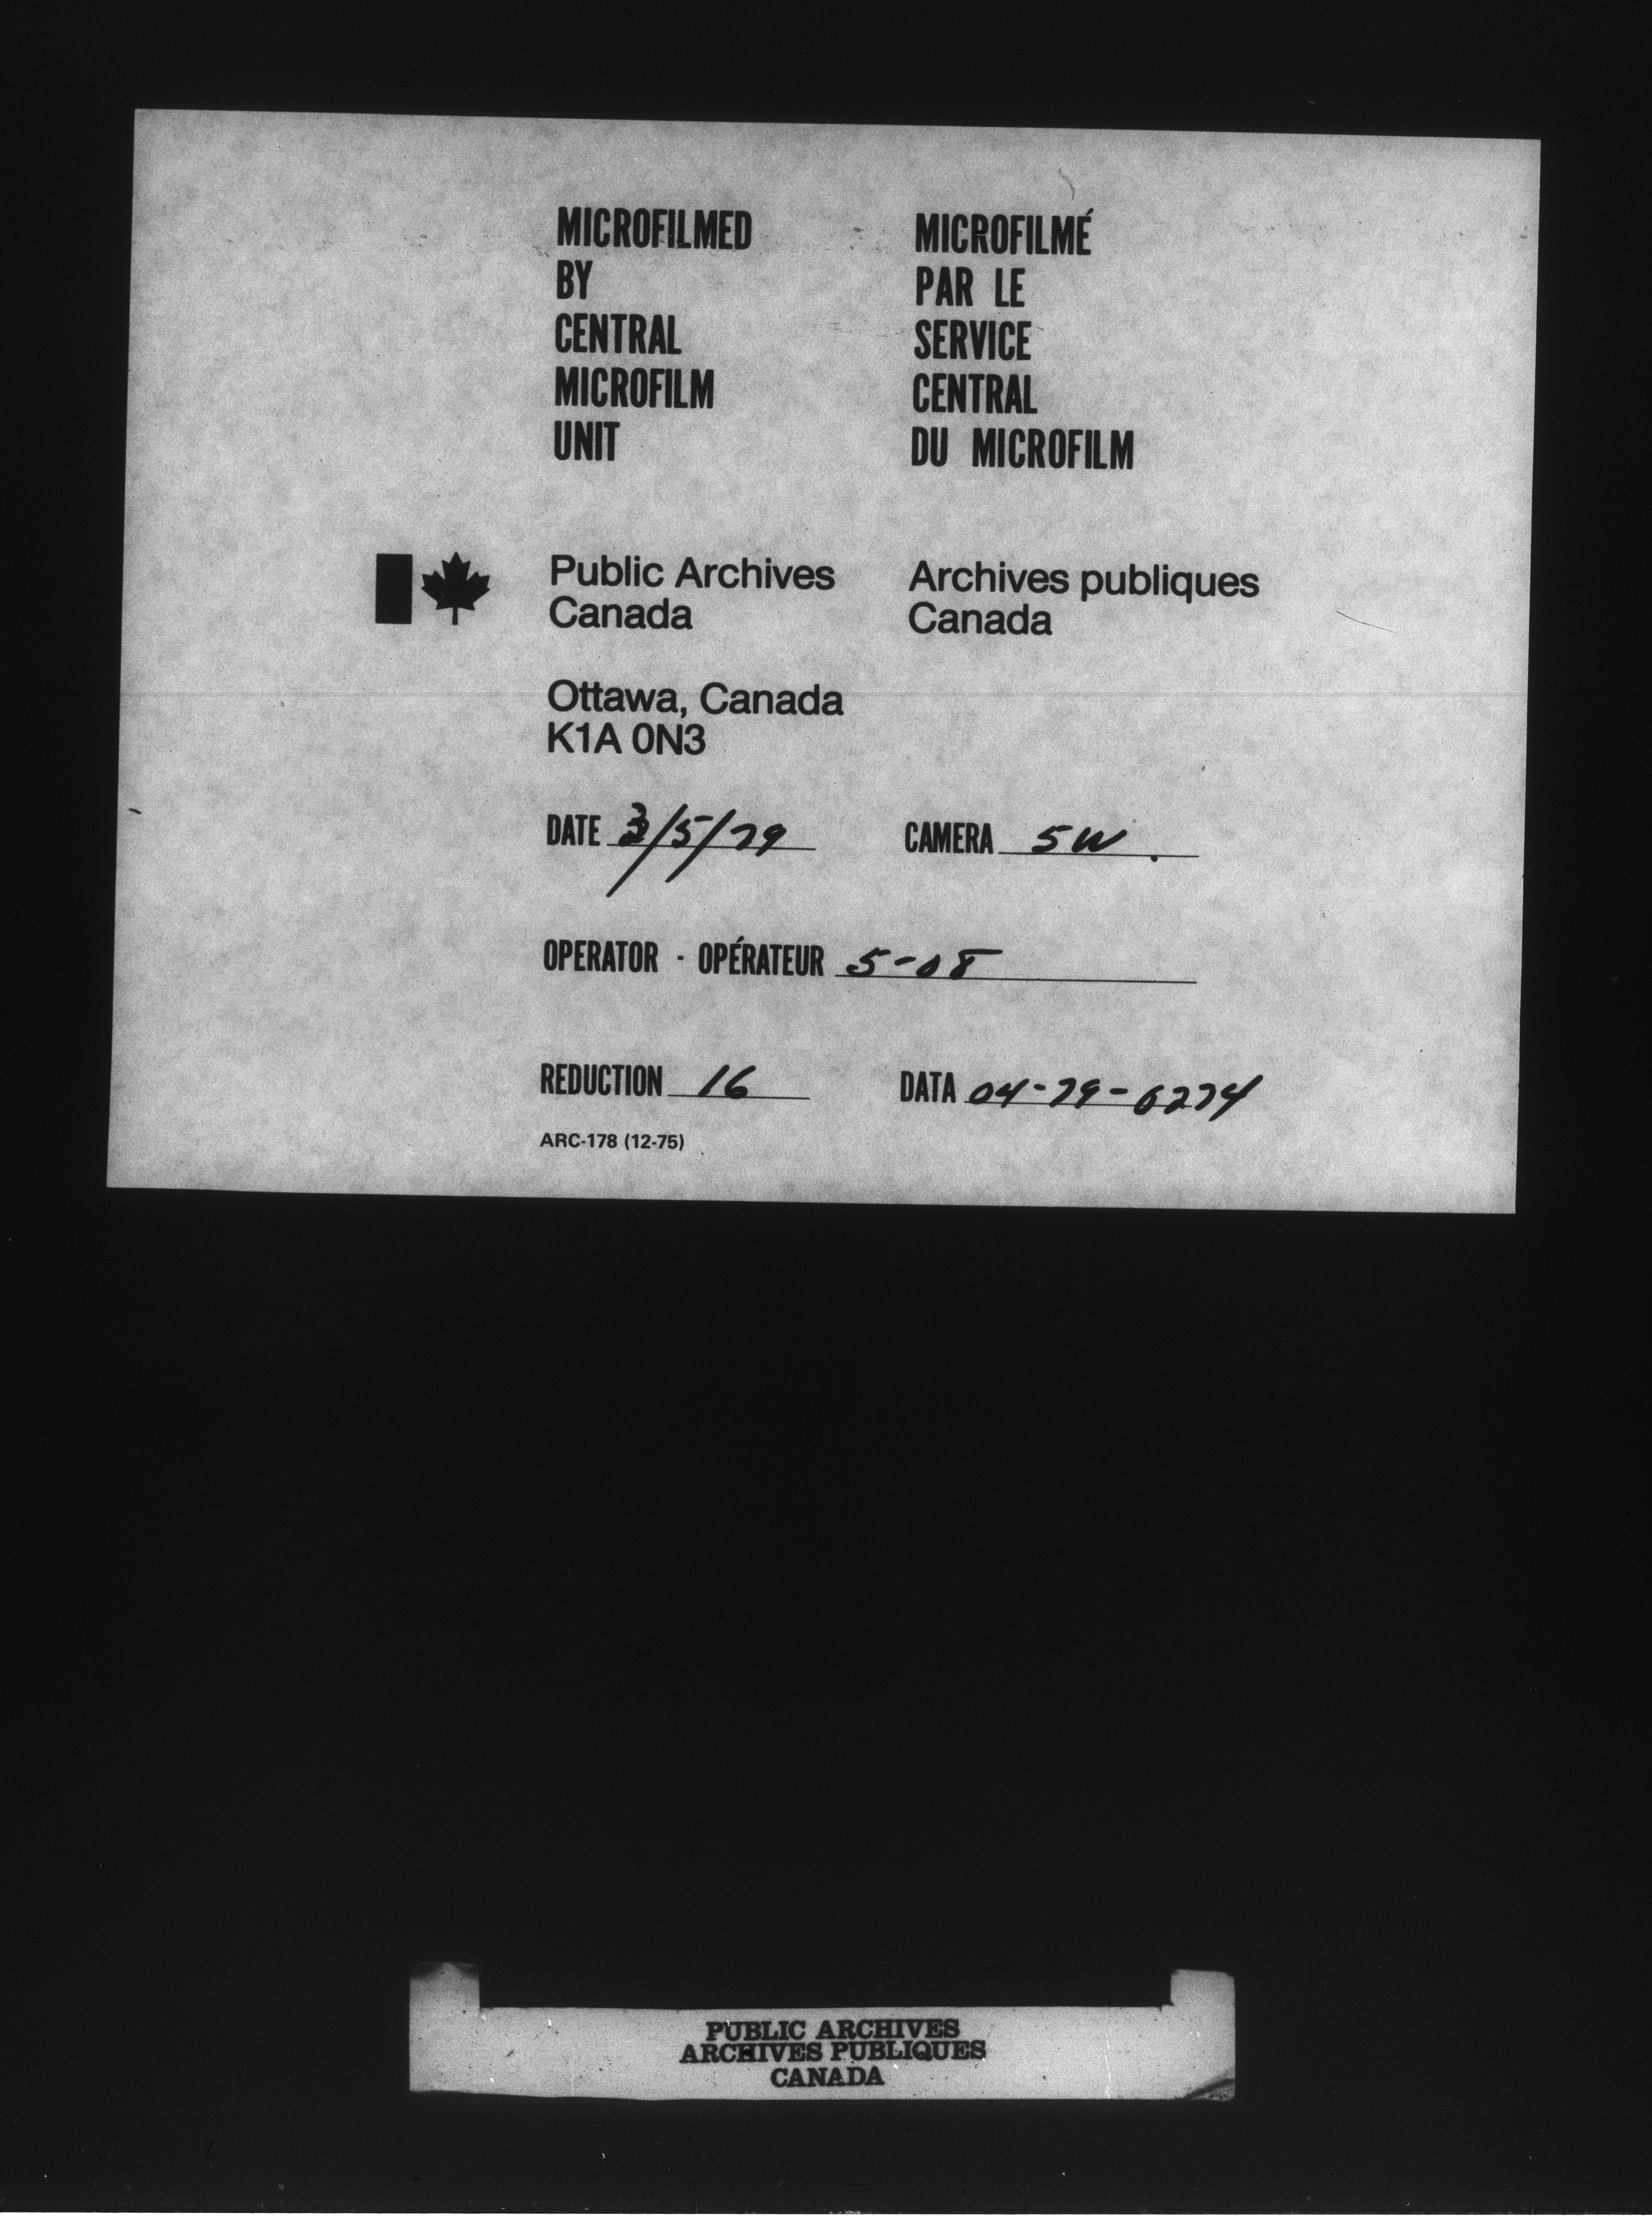 MICROFILMED
BY
CENTRAL
MICROFILM
UNIT
MICROFILMÉ
PAR LE
SERVICE
CENTRAL
DU MICROFILM
Public Archives
Canada
Archives publiques
Canada
Ottawa, Canada
K1A 0N3
DATE 3/5/79
CAMERA 5W.
OPERATOR · OPÉRATEUR 5-08
REDUCTION 16
DATA 04-79-6274
ARC-178 (12-75)
PUBLIC ARCHIVES
ARCHIVES PUBLIQUES
CANADA